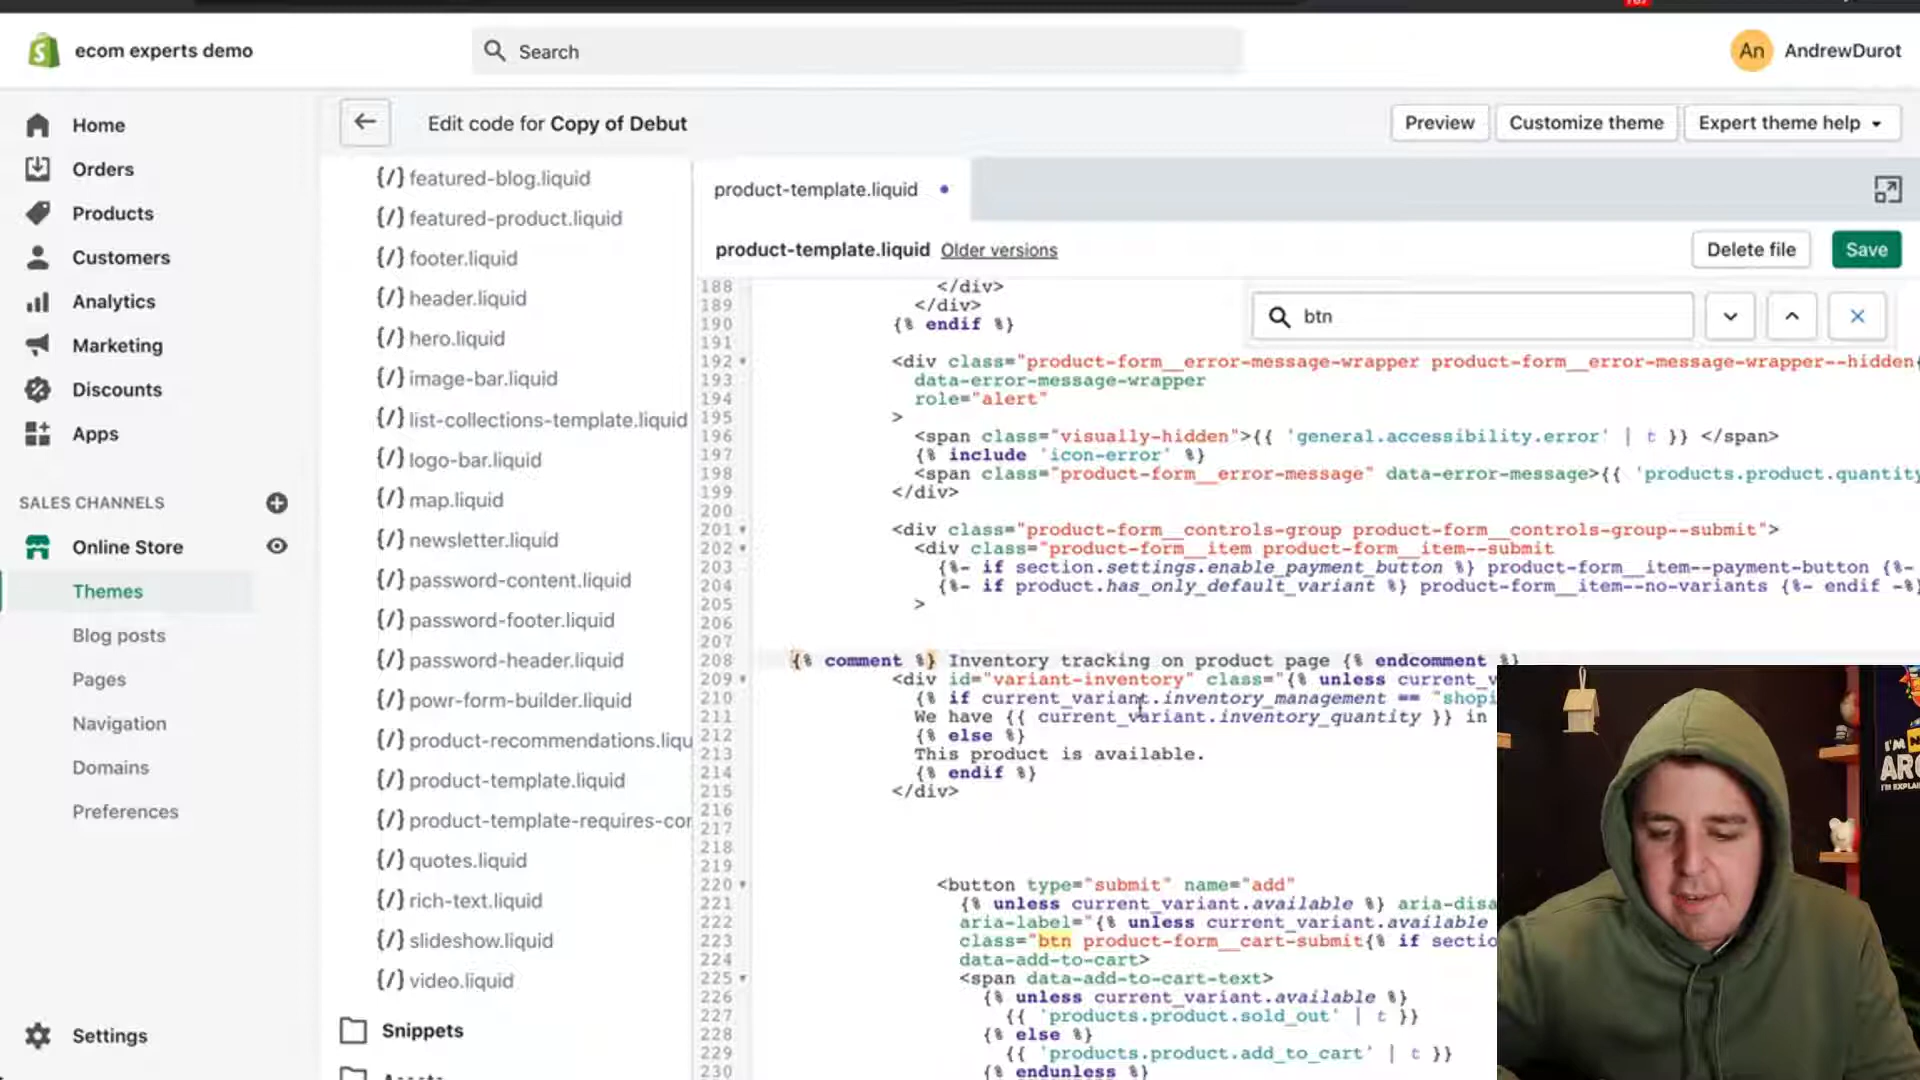 ecom experts demo
Search
An
AndrewDurot
Home
Orders
Products
Customers
Analytics
Marketing
Discounts
Apps
SALES CHANNELS
Online Store
Themes
Blog posts
Pages
Navigation
Domains
Preferences
Settings
Edit code for Copy of Debut
Preview
Customize theme
Expert theme help
{/} featured-blog.liquid
{/} featured-product.liquid
{/} footer.liquid
{/} header.liquid
{/} hero.liquid
{/} image-bar.liquid
{/} list-collections-template.liquid
{/} logo-bar.liquid
{/} map.liquid
{/} newsletter.liquid
{/} password-content.liquid
{/} password-footer.liquid
{/} password-header.liquid
{/} powr-form-builder.liquid
{/} product-recommendations.liqu
{/} product-template.liquid
{/} product-template-requires-cor
{/} quotes.liquid
{/} rich-text.liquid
{/} slideshow.liquid
{/} video.liquid
Snippets
product-template.liquid
product-template.liquid Older versions
Delete file
Save
btn
188 </div>
189 </div>
190 {% endif %}
191
192 <div class="product-form__error-message-wrapper product-form__error-message-wrapper--hidden{
193 data-error-message-wrapper
194 role="alert"
195 >
196 <span class="visually-hidden">{{ 'general.accessibility.error' | t }} </span>
197 {% include 'icon-error' %}
198 <span class="product-form__error-message" data-error-message>{{ 'products.product.quantity
199 </div>
200
201 <div class="product-form__controls-group product-form__controls-group--submit">
202 <div class="product-form__item product-form__item--submit
203 {%- if section.settings.enable_payment_button %} product-form__item--payment-button {%-
204 {%- if product.has_only_default_variant %} product-form__item--no-variants {%- endif -%}
205 >
206
207
208 {% comment %} Inventory tracking on product page {% endcomment %}
209 <div id="variant-inventory" class="{% unless current_v
210 {% if current_variant.inventory_management == "shopi
211 We have {{ current_variant.inventory_quantity }} in
212 {% else %}
213 This product is available.
214 {% endif %}
215 </div>
216
217
218
219
220 <button type="submit" name="add"
221 {% unless current_variant.available %} aria-disa
222 aria-label="{% unless current_variant.available
223 class="btn product-form__cart-submit{% if sectio
224 data-add-to-cart>
225 <span data-add-to-cart-text>
226 {% unless current_variant.available %}
227 {{ 'products.product.sold_out' | t }}
228 {% else %}
229 {{ 'products.product.add_to_cart' | t }}
230 {% endunless %}
I'M